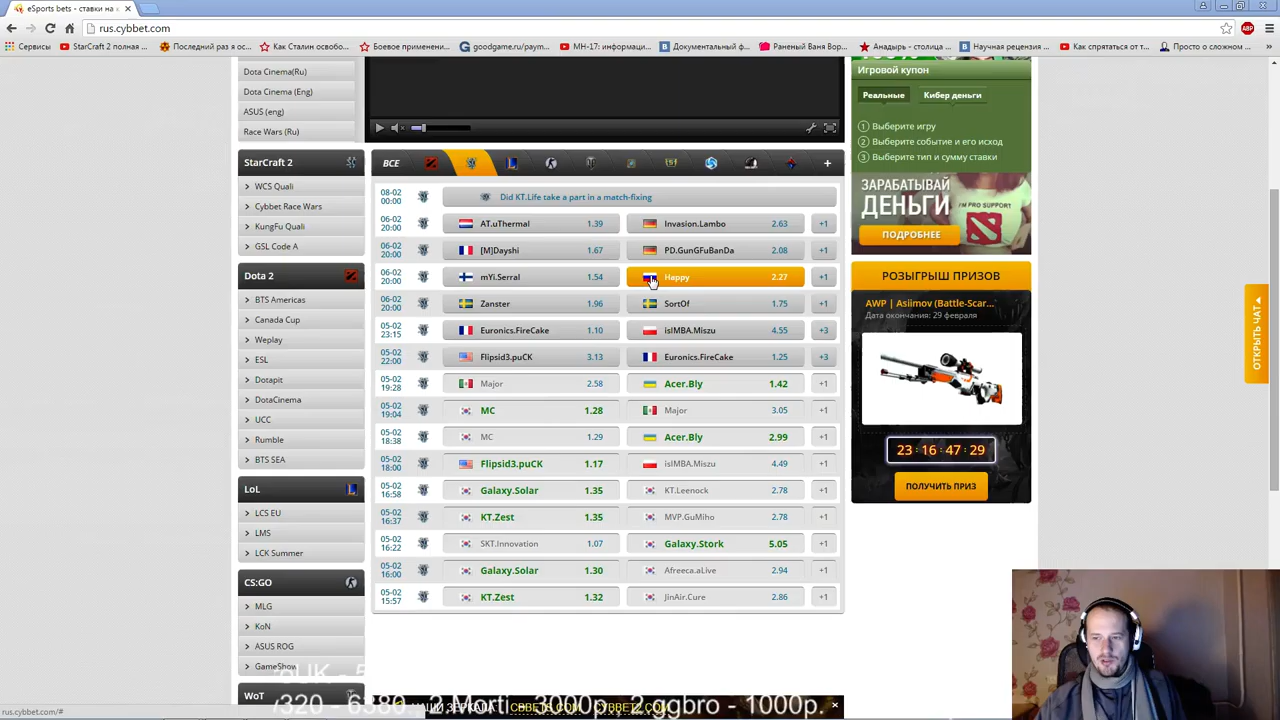 eSports bets - ставки на к
rus.cybbet.com
Сервисы
StarCraft 2 полная ...
Последний раз я ос...
Как Сталин освобо...
Боевое применени...
goodgame.ru/paym...
МН-17: информаци...
Документальный ф...
Раненый Ваня Вор...
Анадырь - столица ...
Научная рецензия ...
Как спрятаться от т...
Просто о сложном ...
»
Dota Cinema(Ru)
Dota Cinema (Eng)
ASUS (eng)
Race Wars (Ru)
StarCraft 2
WCS Quali
Cybbet Race Wars
KungFu Quali
GSL Code A
Dota 2
BTS Americas
Canada Cup
Weplay
ESL
Dotapit
DotaCinema
UCC
Rumble
BTS SEA
LoL
LCS EU
LMS
LCK Summer
CS:GO
MLG
KoN
ASUS ROG
GameShow
WoT
ВСЕ +
08-02 00:00 Did KT.Life take a part in a match-fixing
06-02 20:00 AT.uThermal 1.39 Invasion.Lambo 2.63 +1
06-02 20:00 [M]Dayshi 1.67 PD.GunGFuBanDa 2.08 +1
06-02 20:00 mYi.Serral 1.54 Happy 2.27 +1
06-02 20:00 Zanster 1.96 SortOf 1.75 +1
05-02 23:15 Euronics.FireCake 1.10 isIMBA.Miszu 4.55 +3
05-02 22:00 Flipsid3.puCK 3.13 Euronics.FireCake 1.25 +3
05-02 19:28 Major 2.58 Acer.Bly 1.42 +1
05-02 19:04 MC 1.28 Major 3.05 +1
05-02 18:38 MC 1.29 Acer.Bly 2.99 +1
05-02 18:00 Flipsid3.puCK 1.17 isIMBA.Miszu 4.49 +1
05-02 16:58 Galaxy.Solar 1.35 KT.Leenock 2.78 +1
05-02 16:37 KT.Zest 1.35 MVP.GuMiho 2.78 +1
05-02 16:22 SKT.Innovation 1.07 Galaxy.Stork 5.05 +1
05-02 16:00 Galaxy.Solar 1.30 Afreeca.aLive 2.94 +1
05-02 15:57 KT.Zest 1.32 JinAir.Cure 2.86 +1
Игровой купон
Реальные Кибер деньги
1 Выберите игру
2 Выберите событие и его исход
3 Выберите тип и сумму ставки
ЗАРАБАТЫВАЙ
ДЕНЬГИ
I'M PRO SUPPORT
ПОДРОБНЕЕ
РОЗЫГРЫШ ПРИЗОВ
AWP | Asiimov (Battle-Scar...
Дата окончания: 29 февраля
23 : 16 : 47 : 29
ПОЛУЧИТЬ ПРИЗ
ОТКРЫТЬ ЧАТ
2.ggbro - 1000р.
rus.cybbet.com/#